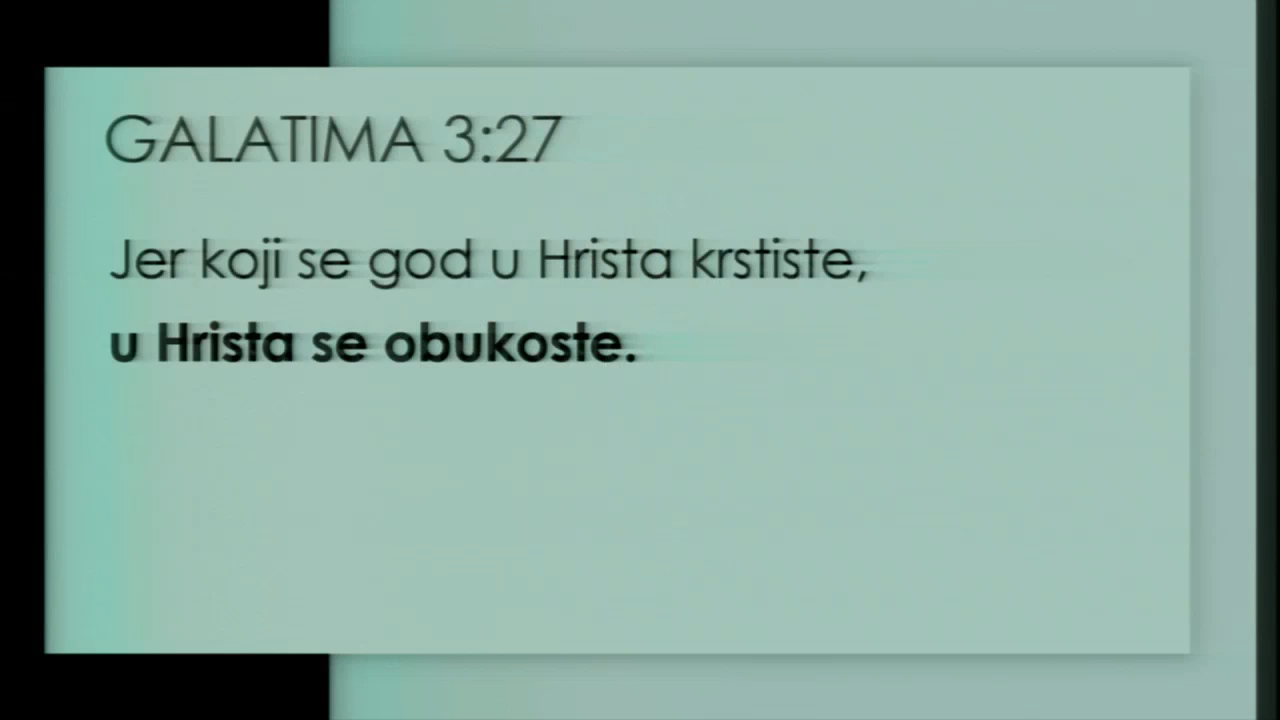 GALATIMA 3:27
Jer koji se god u Hrista krstiste,
u Hrista se obukoste.